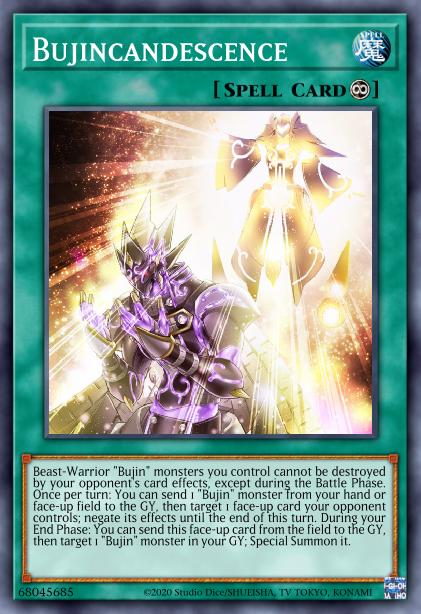 Bujincandescence
SPELL
魔
[Spell Card]
Beast-Warrior "Bujin" monsters you control cannot be destroyed
by your opponent's card effects, except during the Battle Phase.
Once per turn: You can send 1 "Bujin" monster from your hand or
face-up field to the GY, then target 1 face-up card your opponent
controls; negate its effects until the end of this turn. During your
End Phase: You can send this face-up card from the field to the GY,
then target 1 "Bujin" monster in your GY; Special Summon it.
68045685
©2020 Studio Dice/SHUEISHA, TV TOKYO, KONAMI